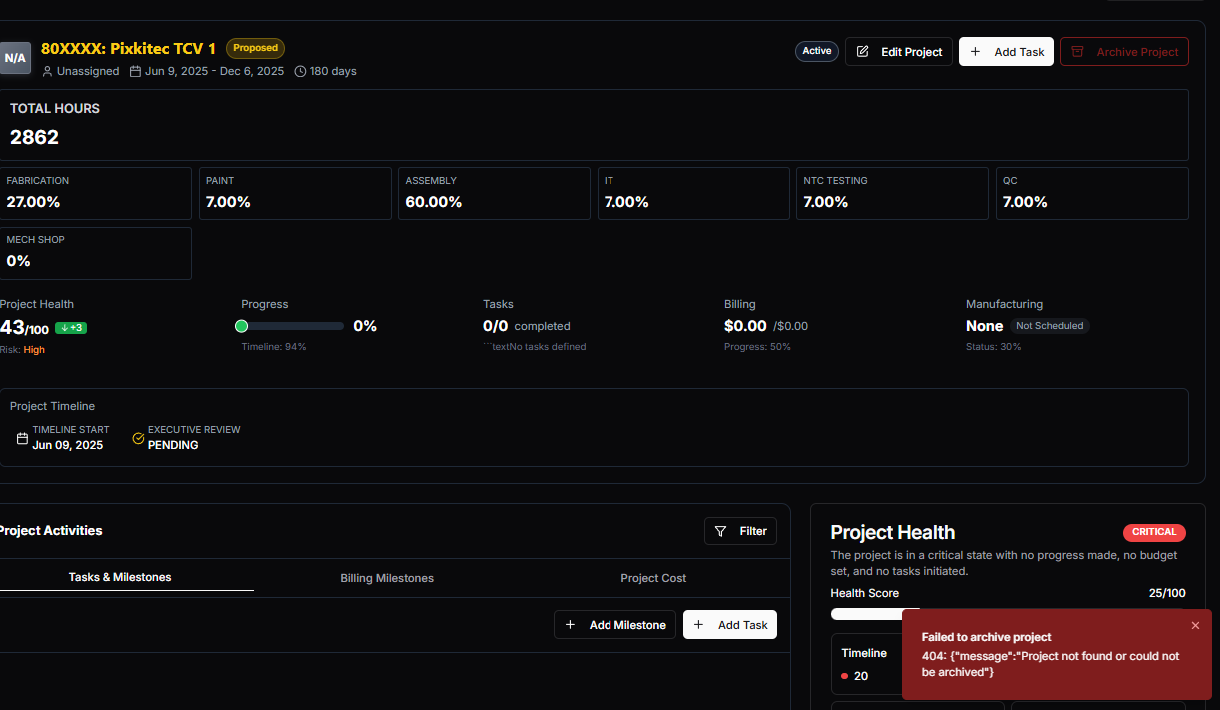 N/A
80XXXX: Pixkitec TCV 1 Proposed
Unassigned Jun 9, 2025 - Dec 6, 2025 180 days
Active Edit Project + Add Task Archive Project
TOTAL HOURS
2862
FABRICATION PAINT ASSEMBLY IT NTC TESTING QC
27.00% 7.00% 60.00% 7.00% 7.00% 7.00%
MECH SHOP
0%
Project Health Progress Tasks Billing Manufacturing
43/100 ↓+3 0% 0/0 completed $0.00 /$0.00 None Not Scheduled
Risk: High Timeline: 94% ```textNo tasks defined Progress: 50% Status: 30%
Project Timeline
TIMELINE START EXECUTIVE REVIEW
Jun 09, 2025 PENDING
Project Activities Filter
Tasks & Milestones Billing Milestones Project Cost
+ Add Milestone + Add Task
Project Health CRITICAL
The project is in a critical state with no progress made, no budget
set, and no tasks initiated.
Health Score 25/100
Timeline
20
Failed to archive project
404: {"message":"Project not found or could not
be archived"}